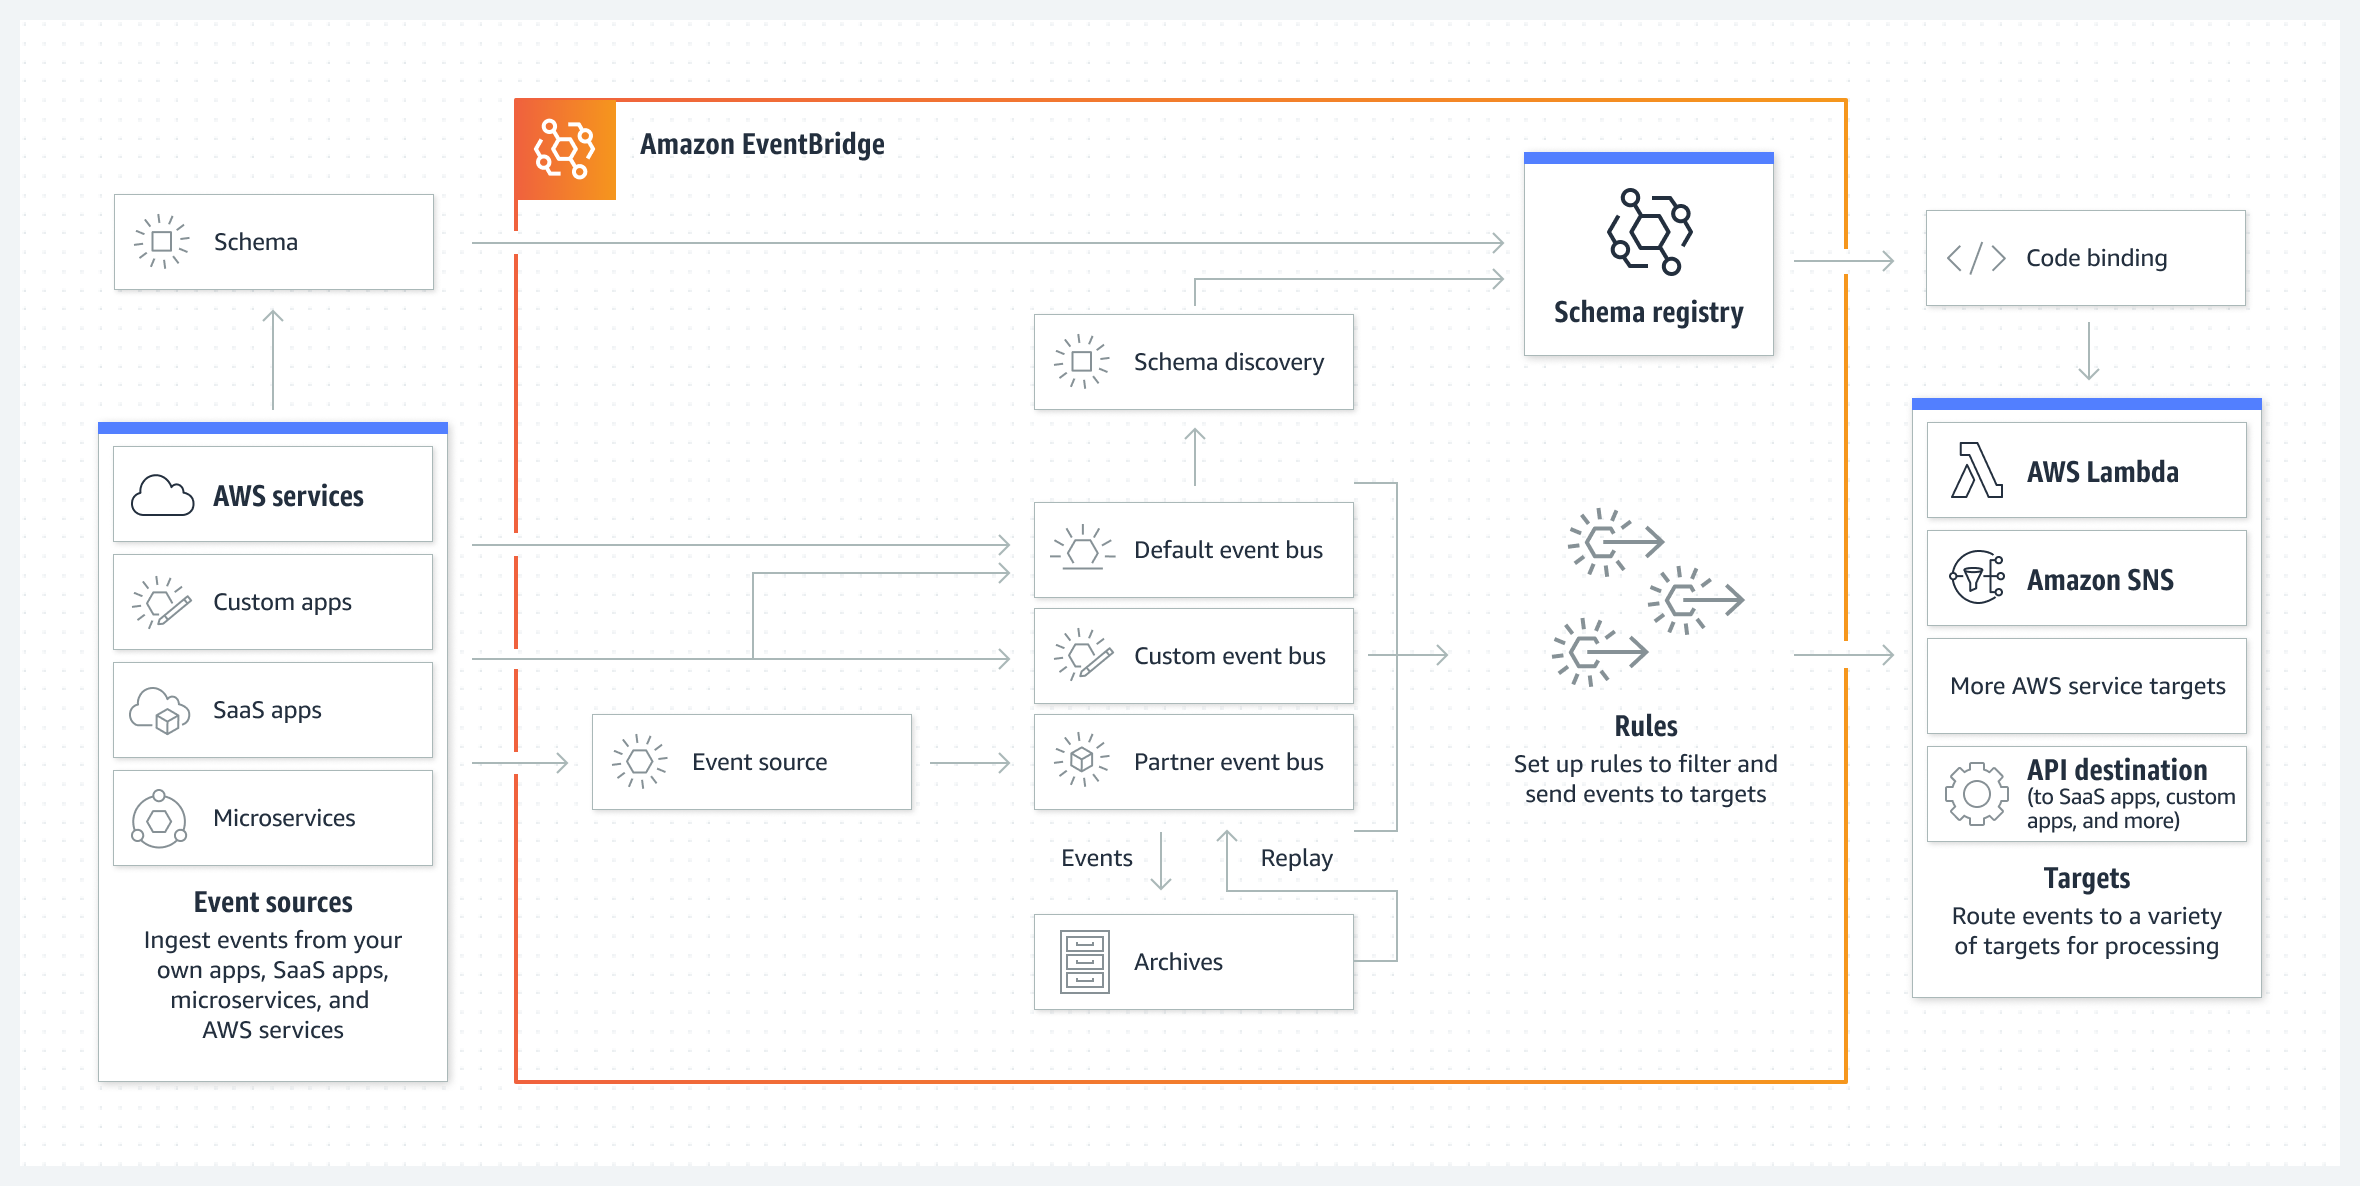 Amazon EventBridge
Schema
Schema registry
Code binding
Schema discovery
AWS services
Custom apps
SaaS apps
Microservices
Event sources
Ingest events from your
own apps, SaaS apps,
microservices, and
AWS services
Event source
Default event bus
Custom event bus
Partner event bus
Events
Replay
Archives
Rules
Set up rules to filter and
send events to targets
AWS Lambda
Amazon SNS
More AWS service targets
API destination
(to SaaS apps, custom
apps, and more)
Targets
Route events to a variety
of targets for processing